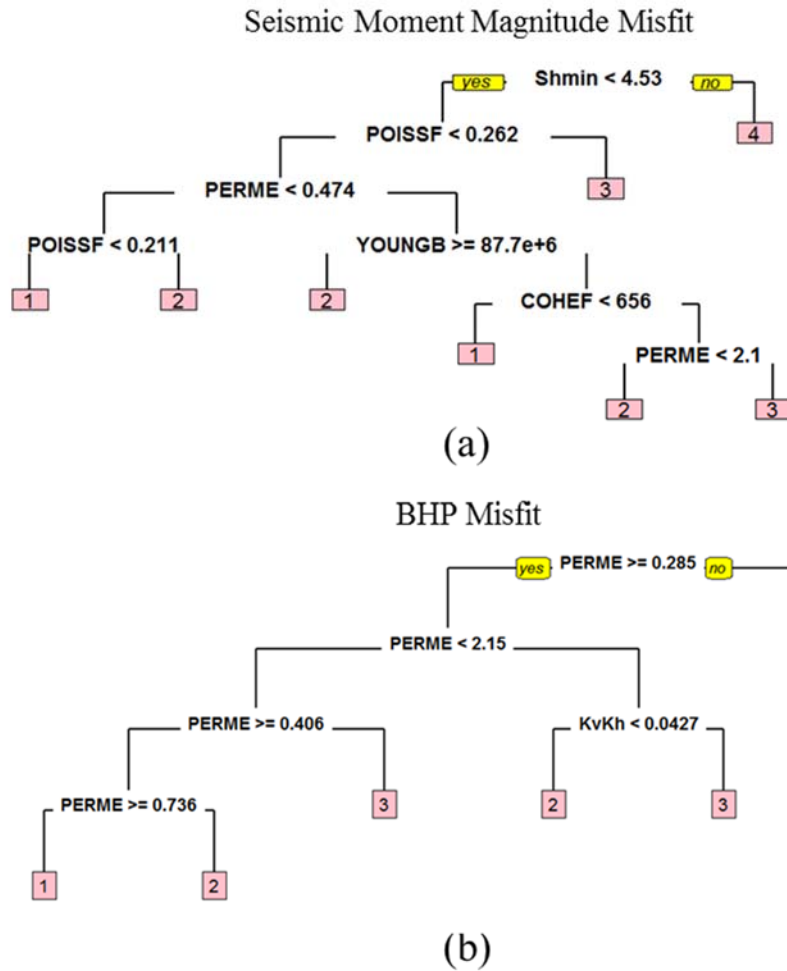 Seismic Moment Magnitude Misfit
yes Shmin < 4.53 no
POISSF < 0.262 4
PERME < 0.474 3
POISSF < 0.211 YOUNGB >= 87.7e+6
1 2 2 COHEF < 656
1 PERME < 2.1
2 3
(a)
BHP Misfit
yes PERME >= 0.285 no
PERME < 2.15
PERME >= 0.406 KvKh < 0.0427
PERME >= 0.736 3 2 3
1 2
(b)